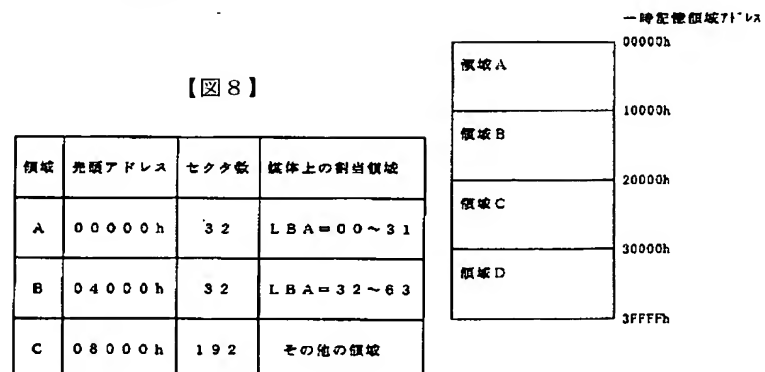 【図8】
領域 先頭アドレス セクタ数 媒体上の割当領域
A 00000h 32 LBA=00~31
B 04000h 32 LBA=32~63
C 08000h 192 その他の領域
一時記憶領域アドレス
00000h
領域A
10000h
領域B
20000h
領域C
30000h
領域D
3FFFFh